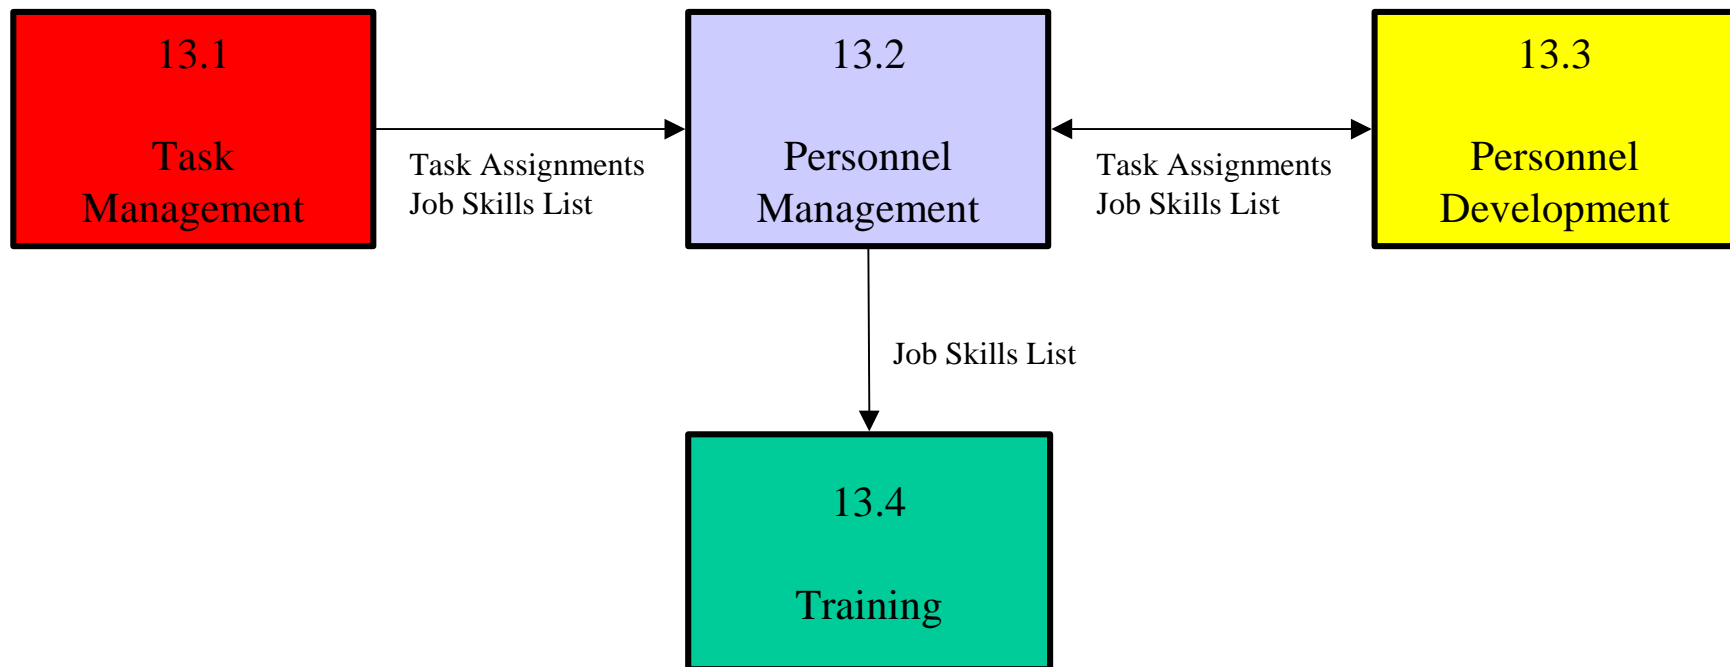 13.1
Task
Management
Task Assignments
Job Skills List
13.2
Personnel
Management
Task Assignments
Job Skills List
13.3
Personnel
Development
Job Skills List
13.4
Training